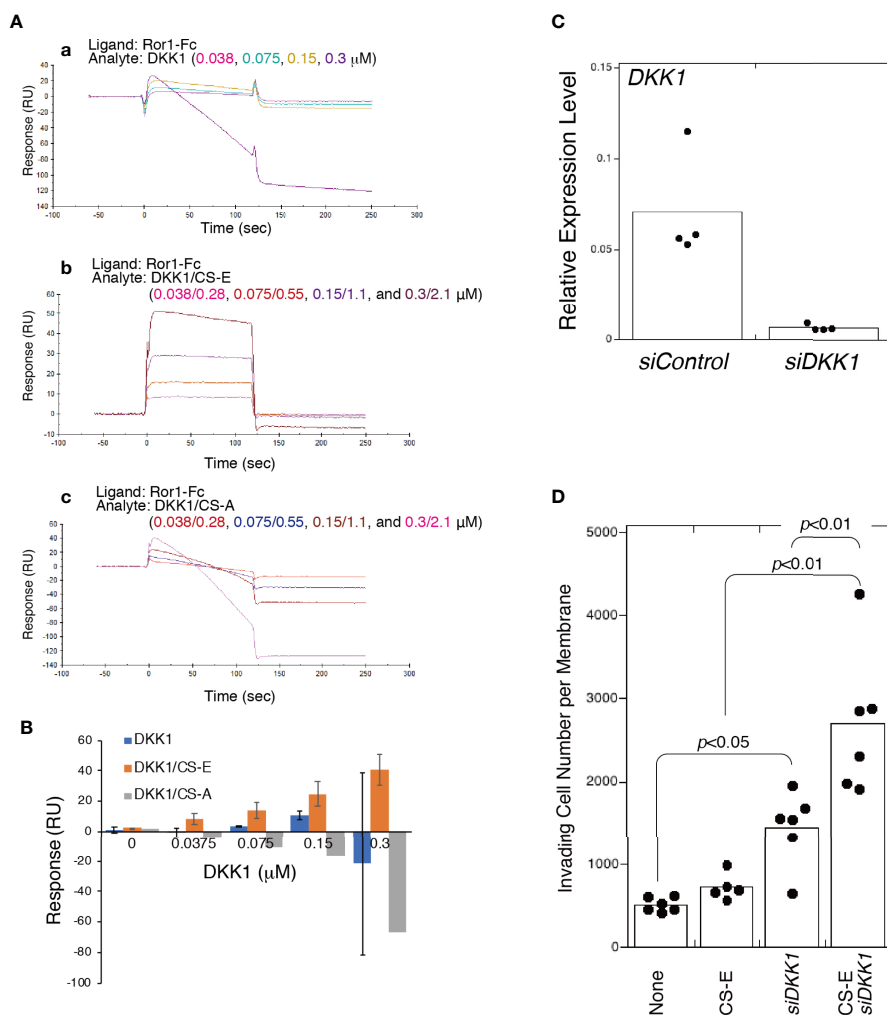 A
a
Ligand: Ror1-Fc
Analyte: DKK1 (0.038, 0.075, 0.15, 0.3 μM)
Response (RU)
40
20
0
20
40
60
80
100
120
140
-100 -50 0 50 100 150 200 250 300
Time (sec)
b
Ligand: Ror1-Fc
Analyte: DKK1/CS-E
(0.038/0.28, 0.075/0.55, 0.15/1.1, and 0.3/2.1 μM)
Response (RU)
60
50
40
30
20
10
0
-10
-100 -50 0 50 100 150 200 250 300
Time (sec)
c
Ligand: Ror1-Fc
Analyte: DKK1/CS-A
(0.038/0.28, 0.075/0.55, 0.15/1.1, and 0.3/2.1 μM)
Response (RU)
60
40
20
0
-20
-40
-60
-80
-100
-120
-140
-100 -50 0 50 100 150 200 250 300
Time (sec)
B
DKK1
DKK1/CS-E
DKK1/CS-A
Response (RU)
60
40
20
0
-20
-40
-60
-80
-100
0 0.0375 0.075 0.15 0.3
DKK1 (μM)
C
DKK1
Relative Expression Level
0.15
0.1
0.05
0
siControl siDKK1
D
Invading Cell Number per Membrane
5000
4000
3000
2000
1000
0
p<0.01
p<0.01
p<0.05
None
CS-E
siDKK1
CS-E
siDKK1